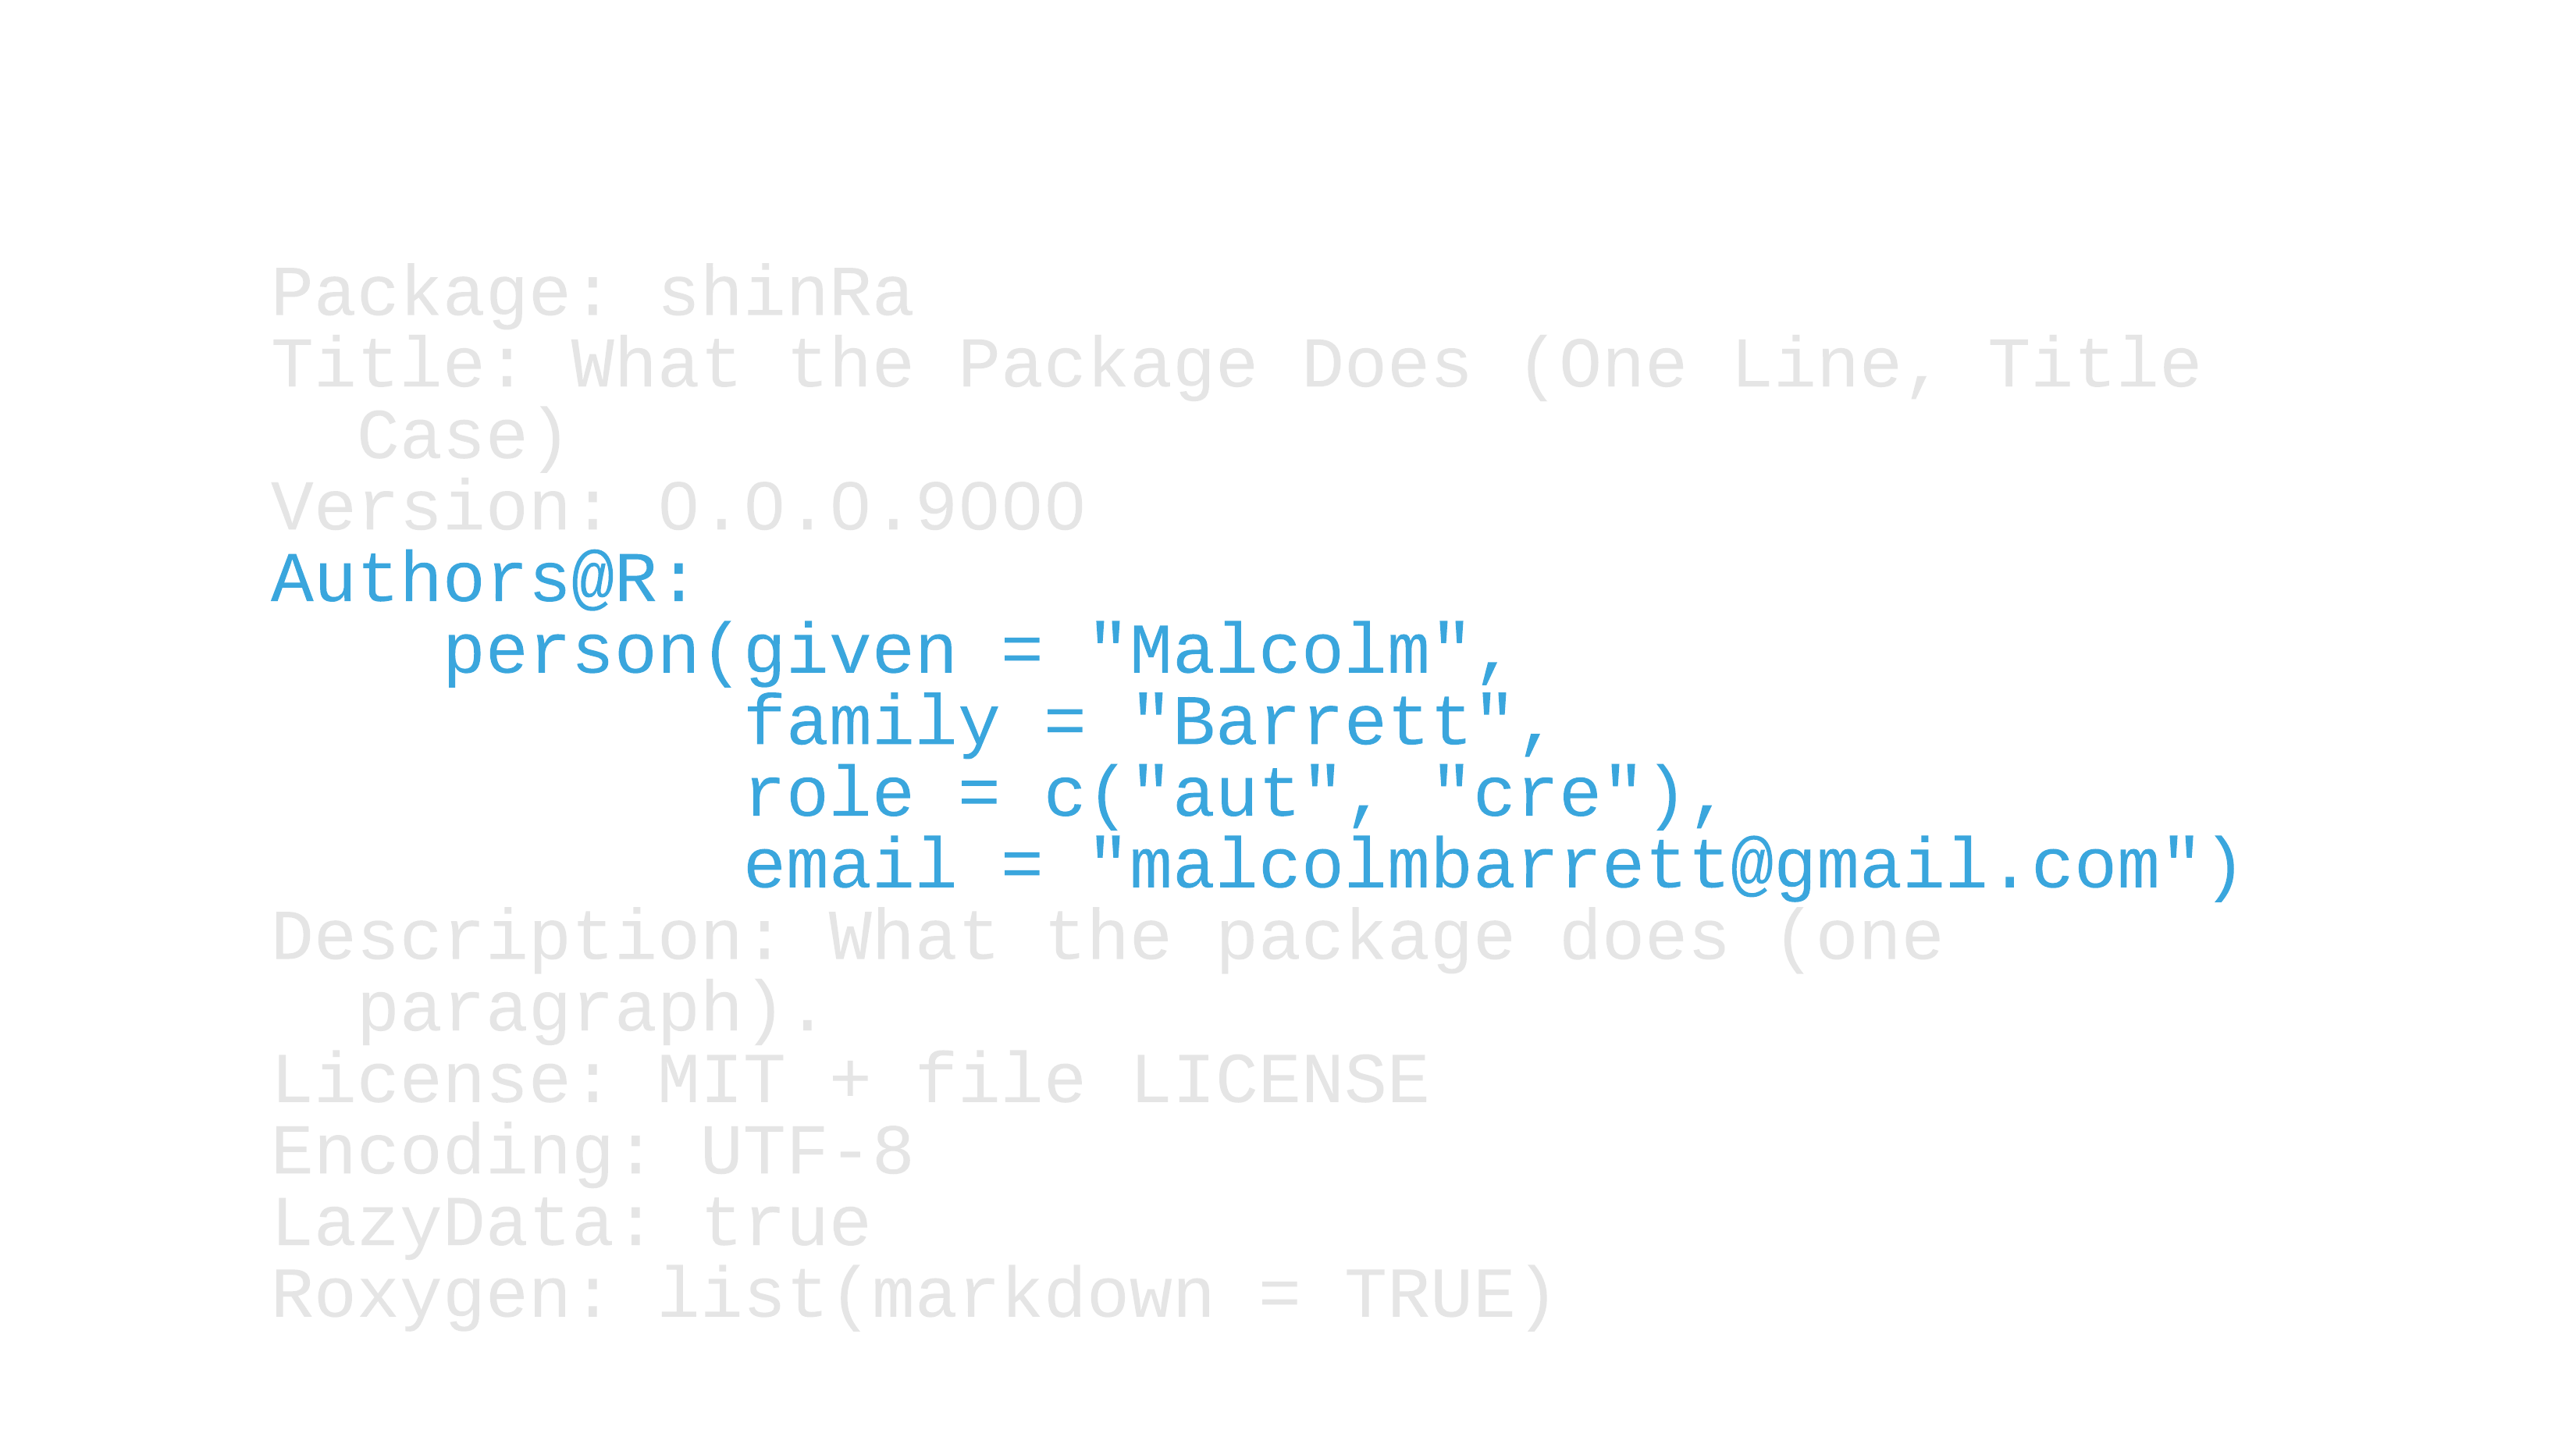 Package: shinRa
Title: What the Package Does (One Line, Title
  Case)
Version: 0.0.0.9000
Authors@R:
    person(given = "Malcolm",
           family = "Barrett",
           role = c("aut", "cre"),
           email = "malcolmbarrett@gmail.com")
Description: What the package does (one
  paragraph).
License: MIT + file LICENSE
Encoding: UTF-8
LazyData: true
Roxygen: list(markdown = TRUE)